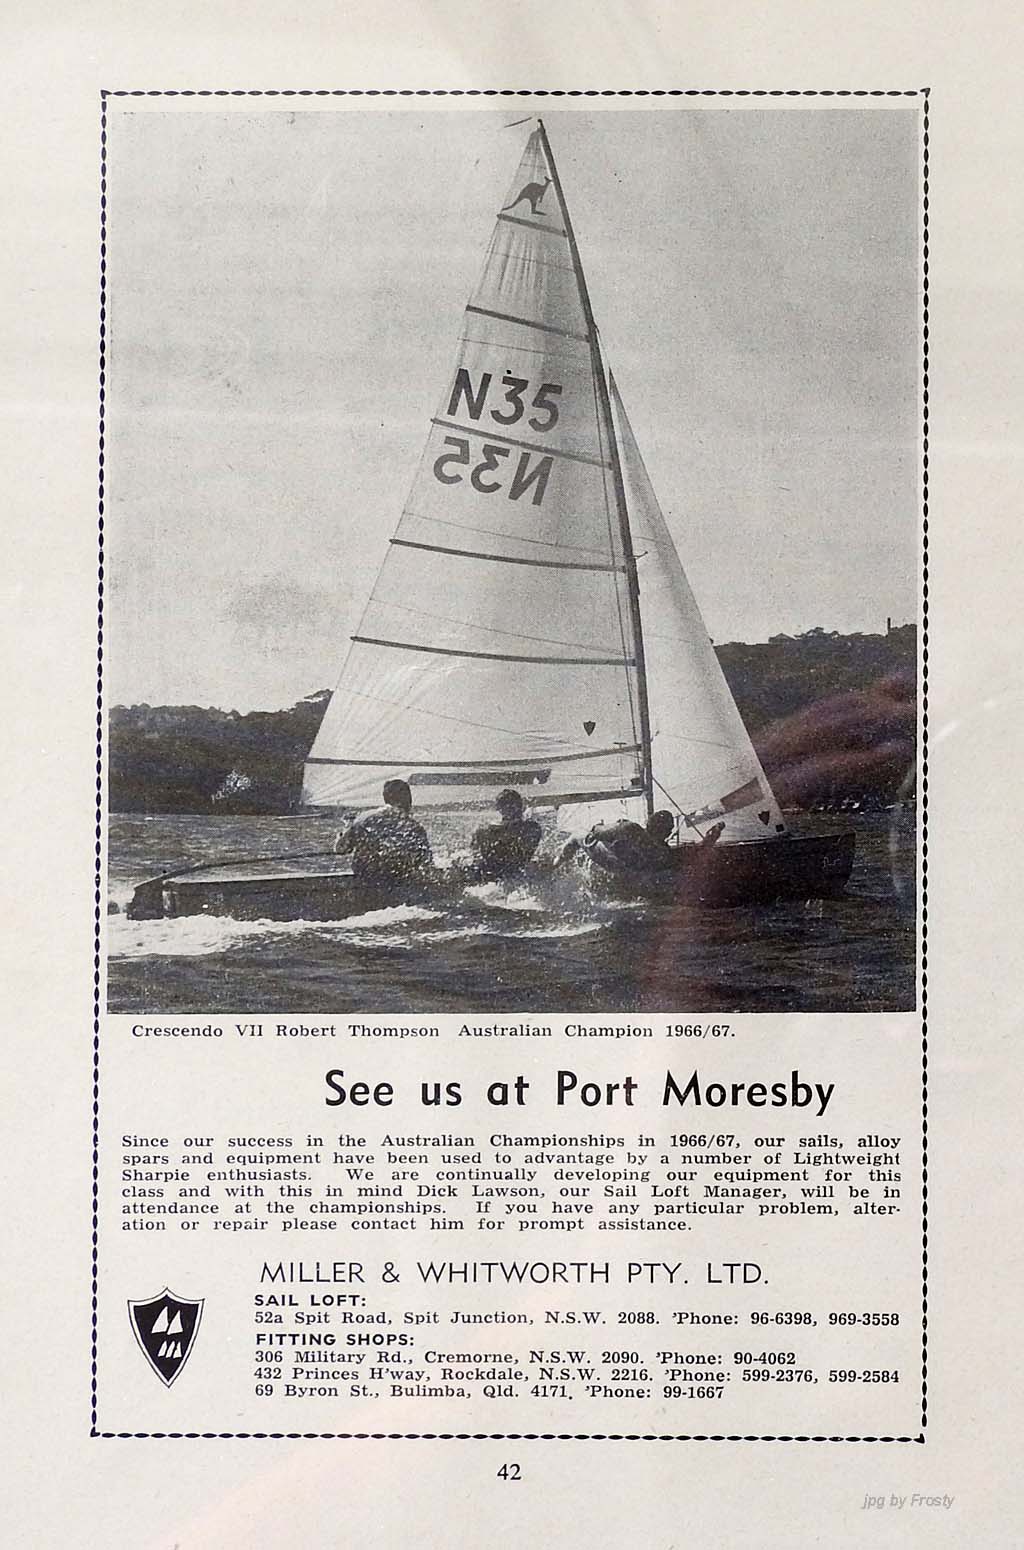 N35
N35
Crescendo VII Robert Thompson Australian Champion 1966/67.
See us at Port Moresby
Since our success in the Australian Championships in 1966/67, our sails, alloy
spars and equipment have been used to advantage by a number of Lightweight
Sharpie enthusiasts. We are continually developing our equipment for this
class and with this in mind Dick Lawson, our Sail Loft Manager, will be in
attendance at the championships. If you have any particular problem, alter-
ation or repair please contact him for prompt assistance.
MILLER & WHITWORTH PTY. LTD.
SAIL LOFT:
52a Spit Road, Spit Junction, N.S.W. 2088. 'Phone: 96-6398, 969-3558
FITTING SHOPS:
306 Military Rd., Cremorne, N.S.W. 2090. 'Phone: 90-4062
432 Princes H'way, Rockdale, N.S.W. 2216. 'Phone: 599-2376, 599-2584
69 Byron St., Bulimba, Qld. 4171. 'Phone: 99-1667
42
jpg by Frosty